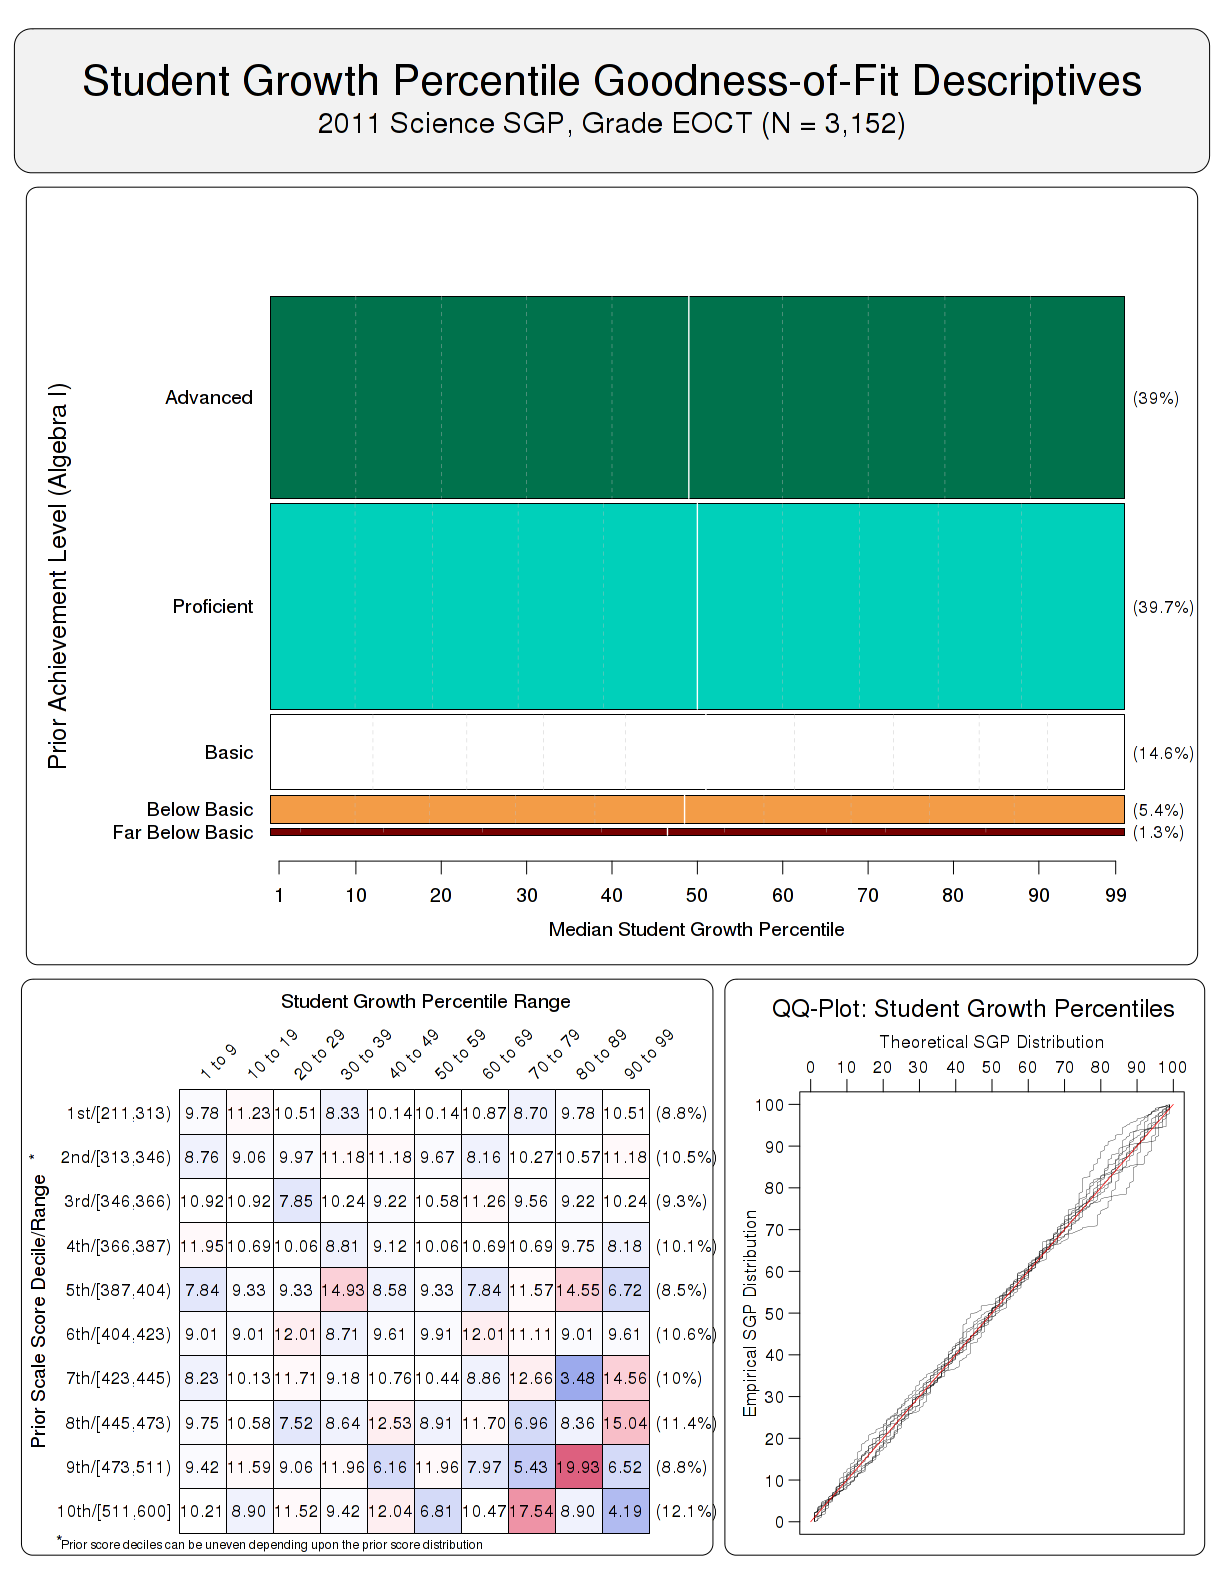 Student Growth Percentile Goodness-of-Fit Descriptives
2011 Science SGP, Grade EOCT (N = 3,152)
Prior Achievement Level (Algebra I)
Advanced (39%)
Proficient (39.7%)
Basic (14.6%)
Below Basic (5.4%)
Far Below Basic (1.3%)
1 10 20 30 40 50 60 70 80 90 99
Median Student Growth Percentile
Student Growth Percentile Range
1 to 9 10 to 19 20 to 29 30 to 39 40 to 49 50 to 59 60 to 69 70 to 79 80 to 89 90 to 99
Prior Scale Score Decile/Range *
1st/[211,313) 9.78 11.23 10.51 8.33 10.14 10.14 10.87 8.70 9.78 10.51 (8.8%)
2nd/[313,346) 8.76 9.06 9.97 11.18 11.18 9.67 8.16 10.27 10.57 11.18 (10.5%)
3rd/[346,366) 10.92 10.92 7.85 10.24 9.22 10.58 11.26 9.56 9.22 10.24 (9.3%)
4th/[366,387) 11.95 10.69 10.06 8.81 9.12 10.06 10.69 10.69 9.75 8.18 (10.1%)
5th/[387,404) 7.84 9.33 9.33 14.93 8.58 9.33 7.84 11.57 14.55 6.72 (8.5%)
6th/[404,423) 9.01 9.01 12.01 8.71 9.61 9.91 12.01 11.11 9.01 9.61 (10.6%)
7th/[423,445) 8.23 10.13 11.71 9.18 10.76 10.44 8.86 12.66 3.48 14.56 (10%)
8th/[445,473) 9.75 10.58 7.52 8.64 12.53 8.91 11.70 6.96 8.36 15.04 (11.4%)
9th/[473,511) 9.42 11.59 9.06 11.96 6.16 11.96 7.97 5.43 19.93 6.52 (8.8%)
10th/[511,600] 10.21 8.90 11.52 9.42 12.04 6.81 10.47 17.54 8.90 4.19 (12.1%)
*Prior score deciles can be uneven depending upon the prior score distribution
QQ-Plot: Student Growth Percentiles
Theoretical SGP Distribution
0 10 20 30 40 50 60 70 80 90 100
Empirical SGP Distribution
100
90
80
70
60
50
40
30
20
10
0